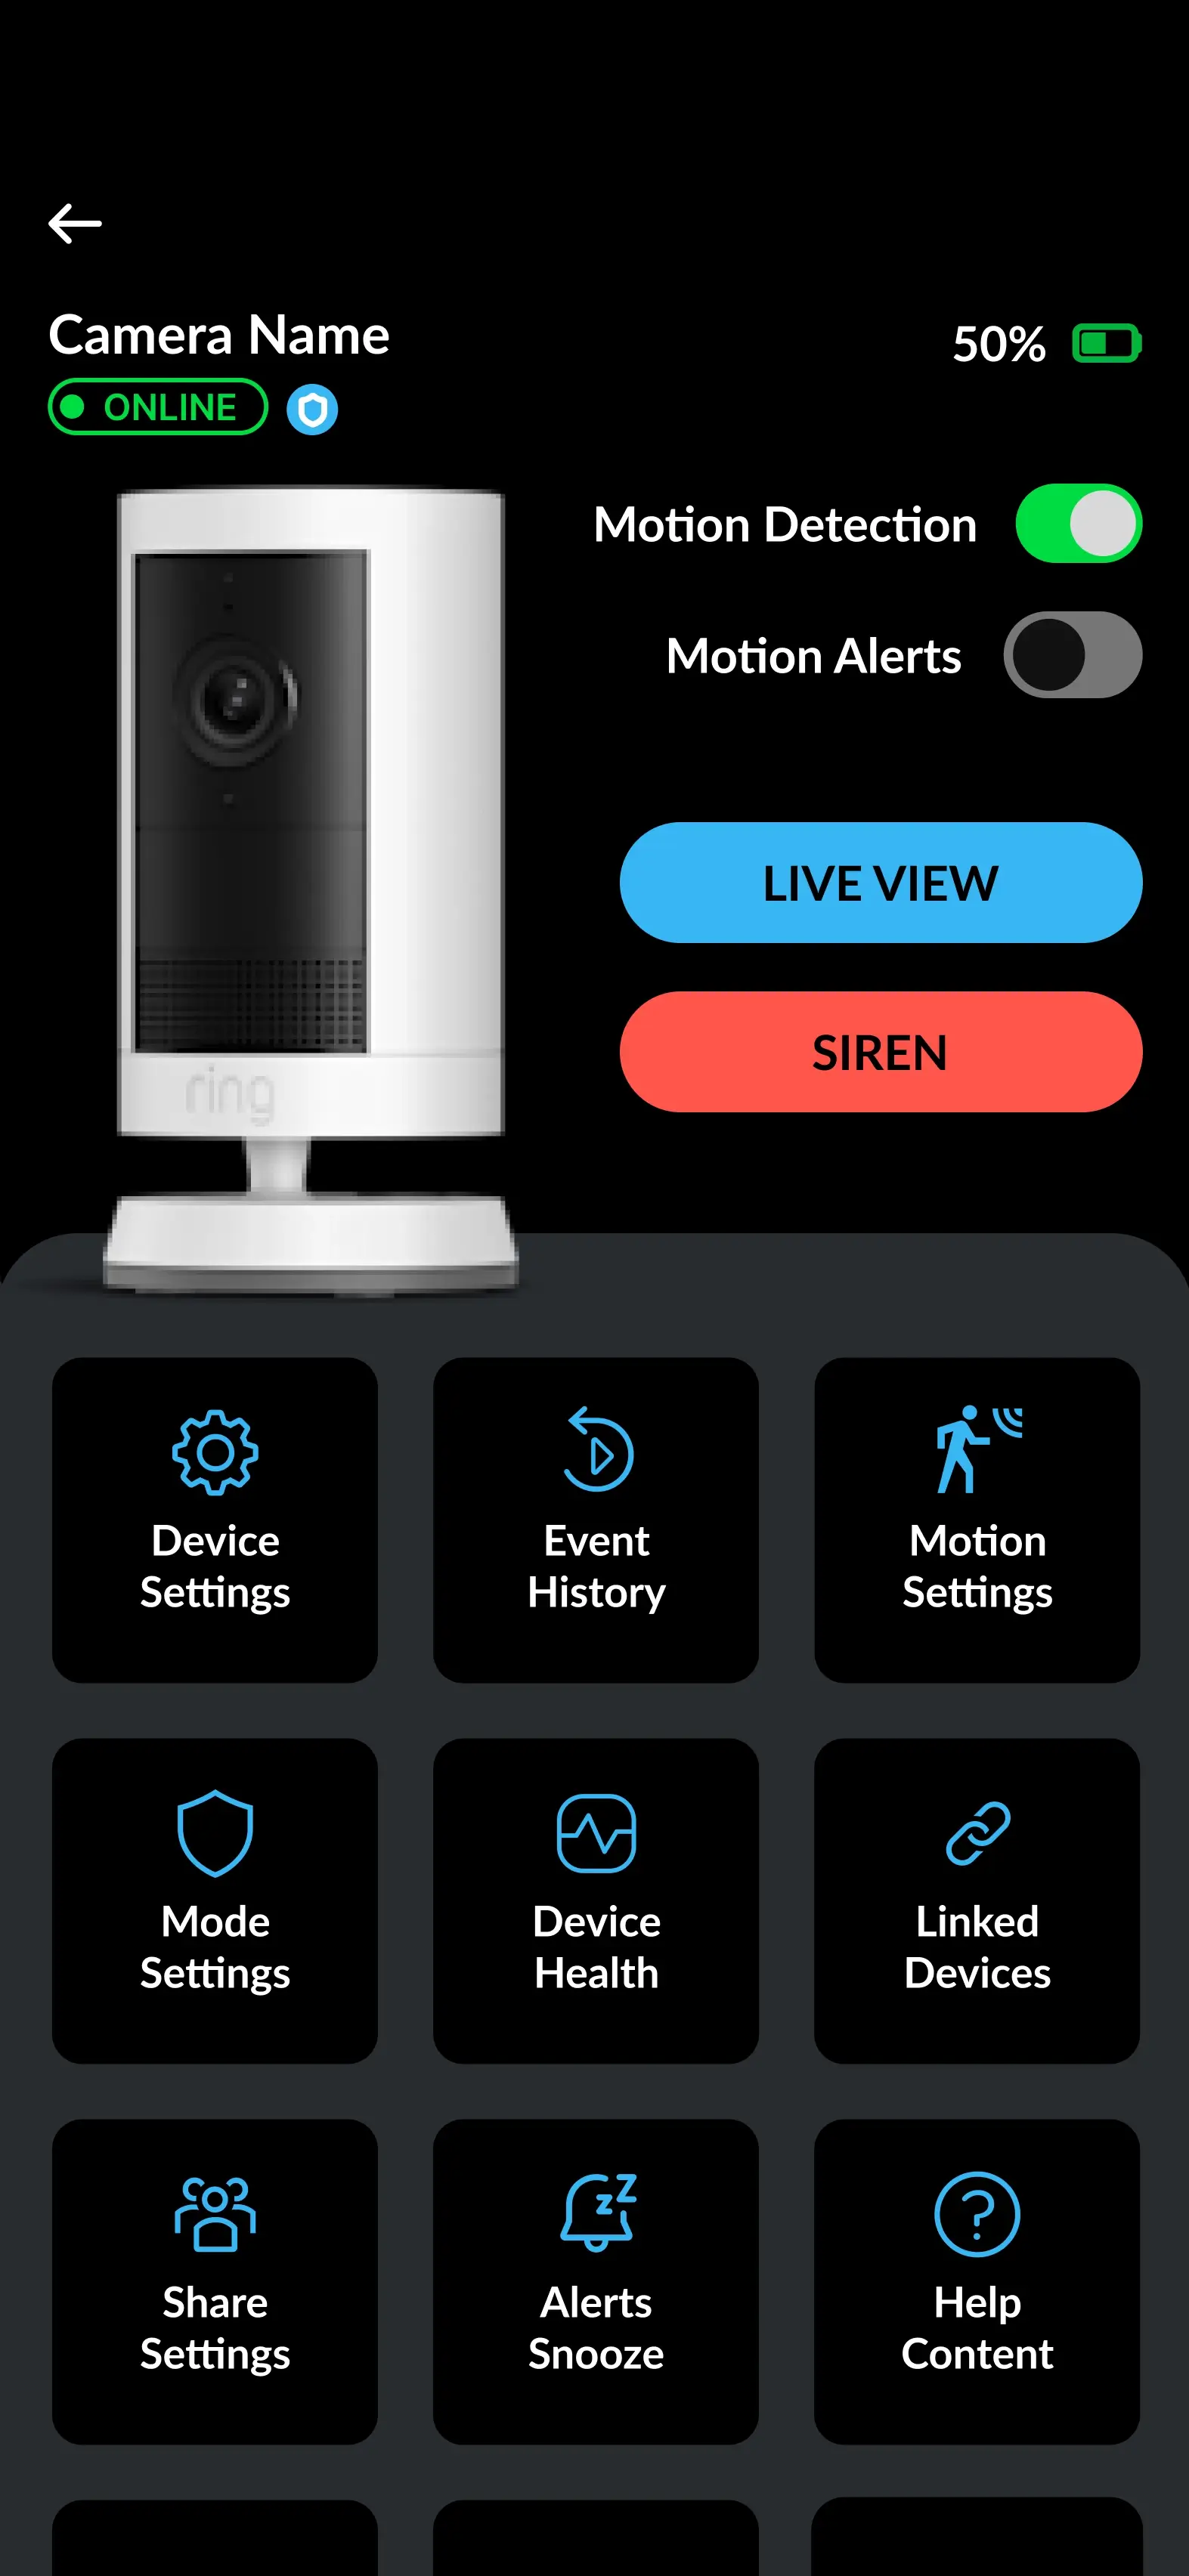 Camera Name
50%
ONLINE
Motion Detection
Motion Alerts
LIVE VIEW
SIREN
ring
Device
Settings
Event
History
Motion
Settings
Mode
Settings
Device
Health
Linked
Devices
Share
Settings
Alerts
Snooze
Help
Content